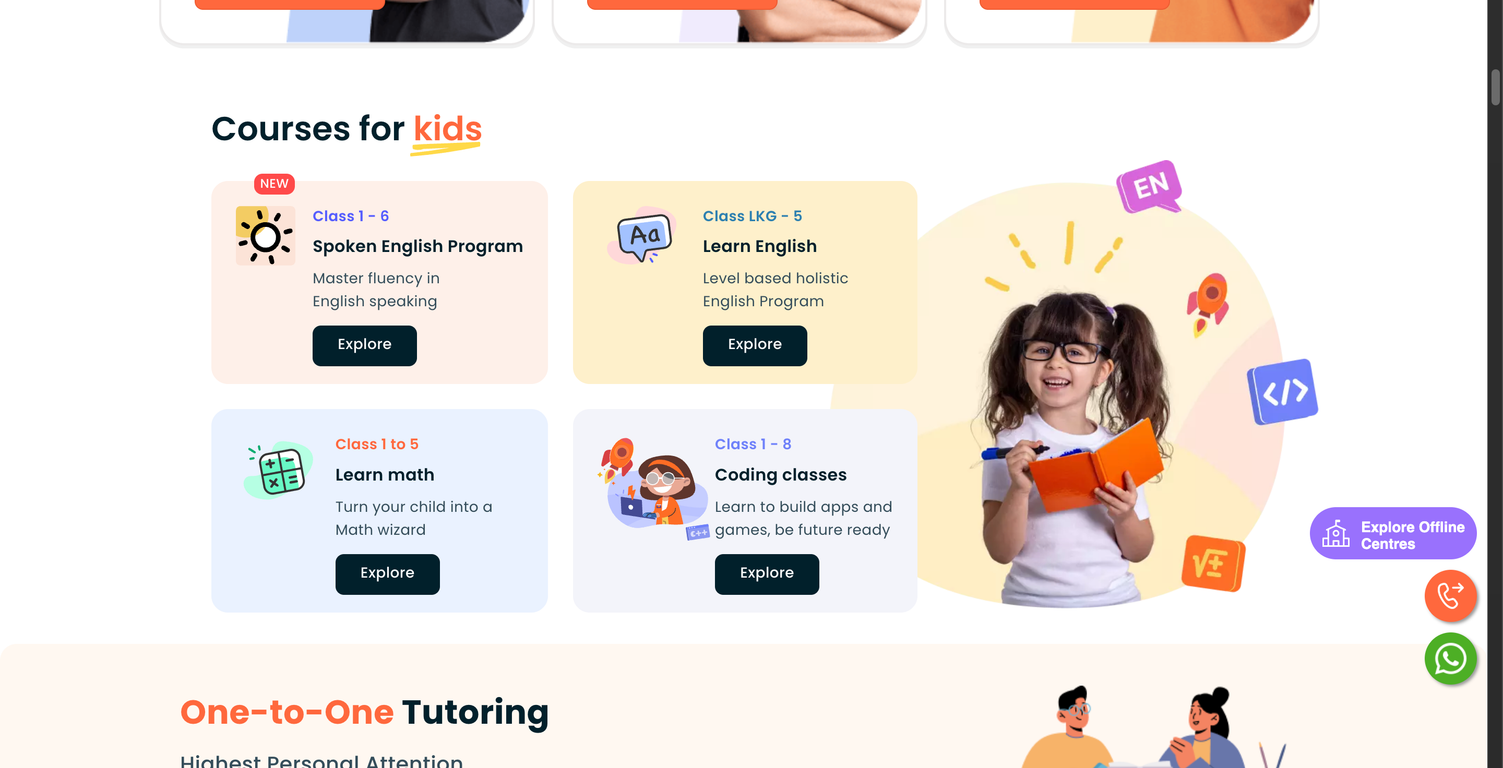 Courses for kids
NEW
Class 1 - 6
Spoken English Program
Master fluency in
English speaking
Explore
Aa
Class LKG - 5
Learn English
Level based holistic
English Program
Explore
EN
</>
Class 1 to 5
Learn math
Turn your child into a
Math wizard
Explore
Class 1 - 8
Coding classes
Learn to build apps and
games, be future ready
C++
Explore
√±
Explore Offline
Centres
One-to-One Tutoring
Highest Personal Attention